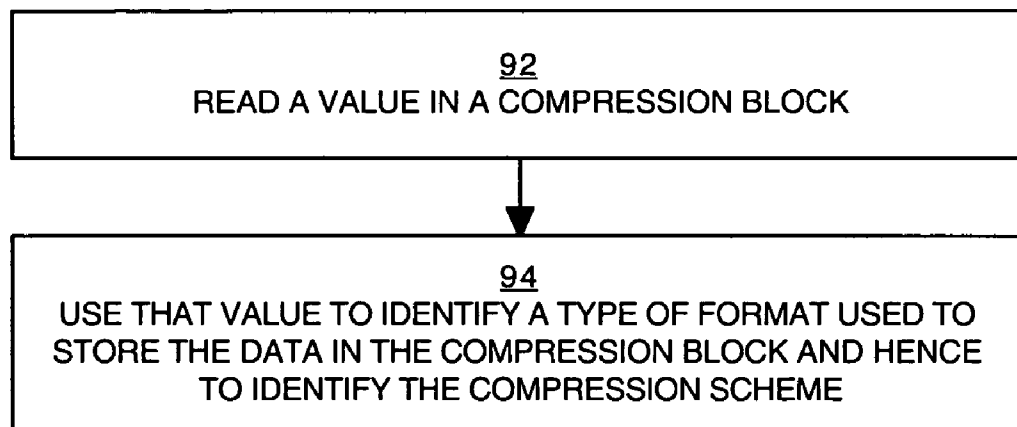 92
READ A VALUE IN A COMPRESSION BLOCK
94
USE THAT VALUE TO IDENTIFY A TYPE OF FORMAT USED TO
STORE THE DATA IN THE COMPRESSION BLOCK AND HENCE
TO IDENTIFY THE COMPRESSION SCHEME